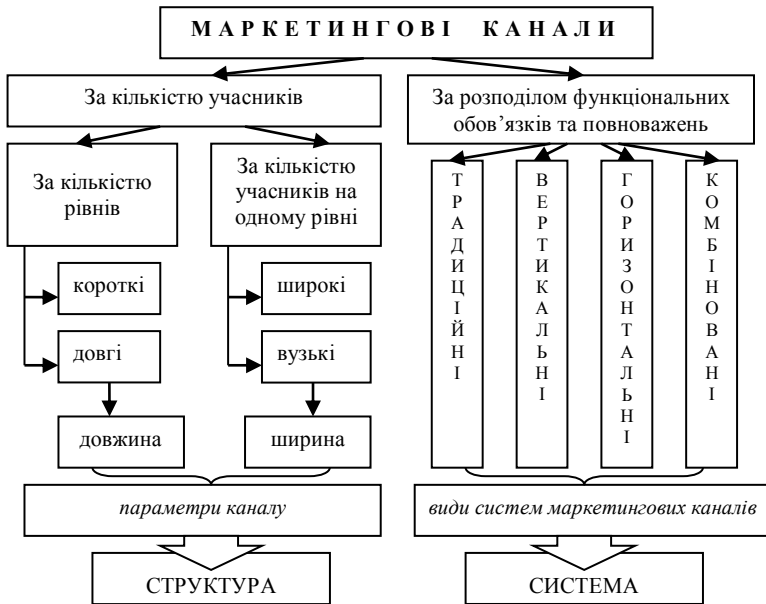 МАРКЕТИНГОВІ КАНАЛИ
За кількістю учасників
За розподілом функціональних
обов’язків та повноважень
За кількістю
рівнів
За кількістю
учасників на
одному рівні
короткі
широкі
довгі
вузькі
довжина
ширина
ТРАДИЦІЙНІ
ВЕРТИКАЛЬНІ
ГОРИЗОНТАЛЬНІ
КОМБІНОВАНІ
параметри каналу
види систем маркетингових каналів
СТРУКТУРА
СИСТЕМА